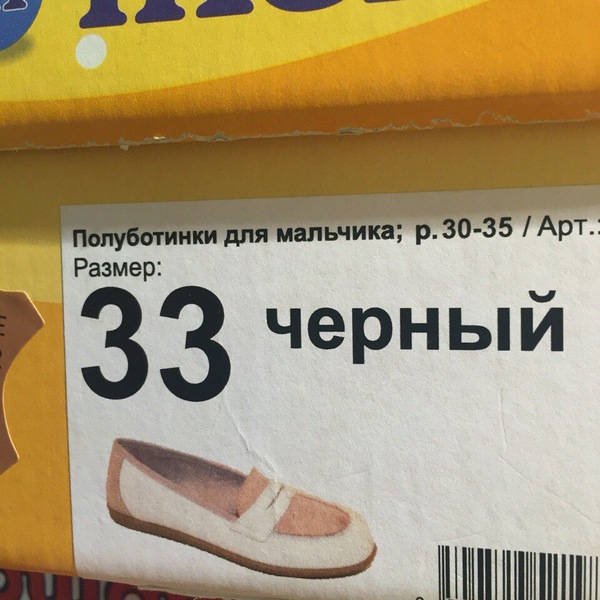 Полуботинки для мальчика; р.30-35 / Арт.:
Размер:
33 черный